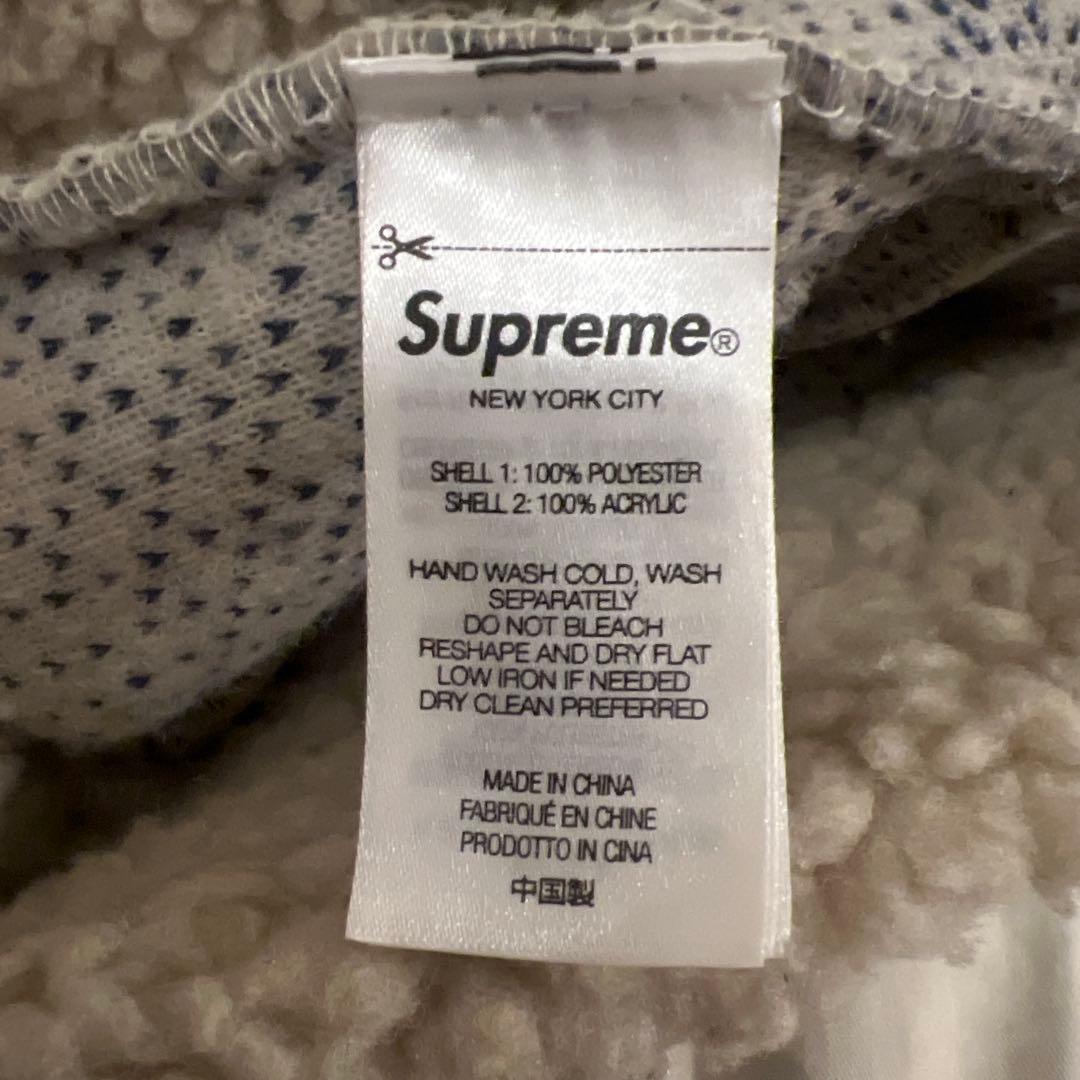 Supreme®
NEW YORK CITY
SHELL 1: 100% POLYESTER
SHELL 2: 100% ACRYLIC
HAND WASH COLD, WASH
SEPARATELY
DO NOT BLEACH
RESHAPE AND DRY FLAT
LOW IRON IF NEEDED
DRY CLEAN PREFERRED
MADE IN CHINA
FABRIQUÉ EN CHINE
PRODOTTO IN CINA
中国製